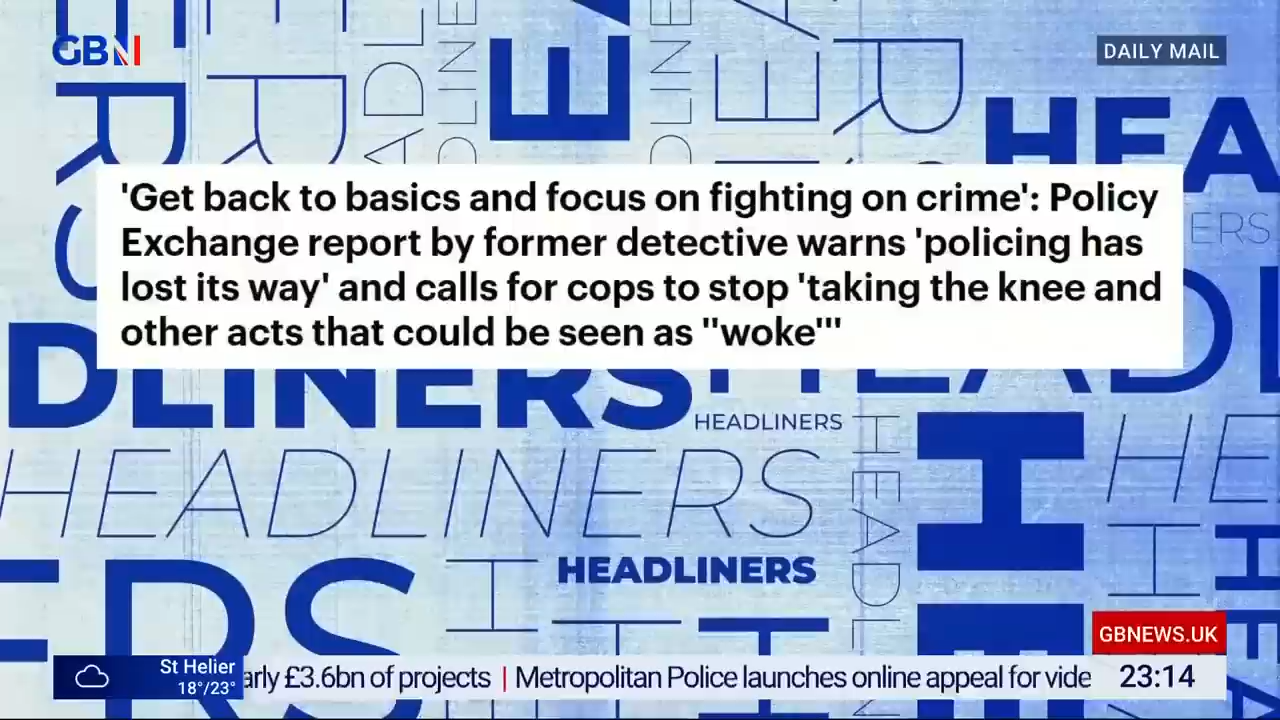 GBN
DAILY MAIL
'Get back to basics and focus on fighting on crime': Policy
Exchange report by former detective warns 'policing has
lost its way' and calls for cops to stop 'taking the knee and
other acts that could be seen as "woke"'
DLINERS
HEADLINERS
HEADLINERS
HEADLINERS
GBNEWS.UK
St Helier
18°/23°
arly £3.6bn of projects | Metropolitan Police launches online appeal for vide
23:14